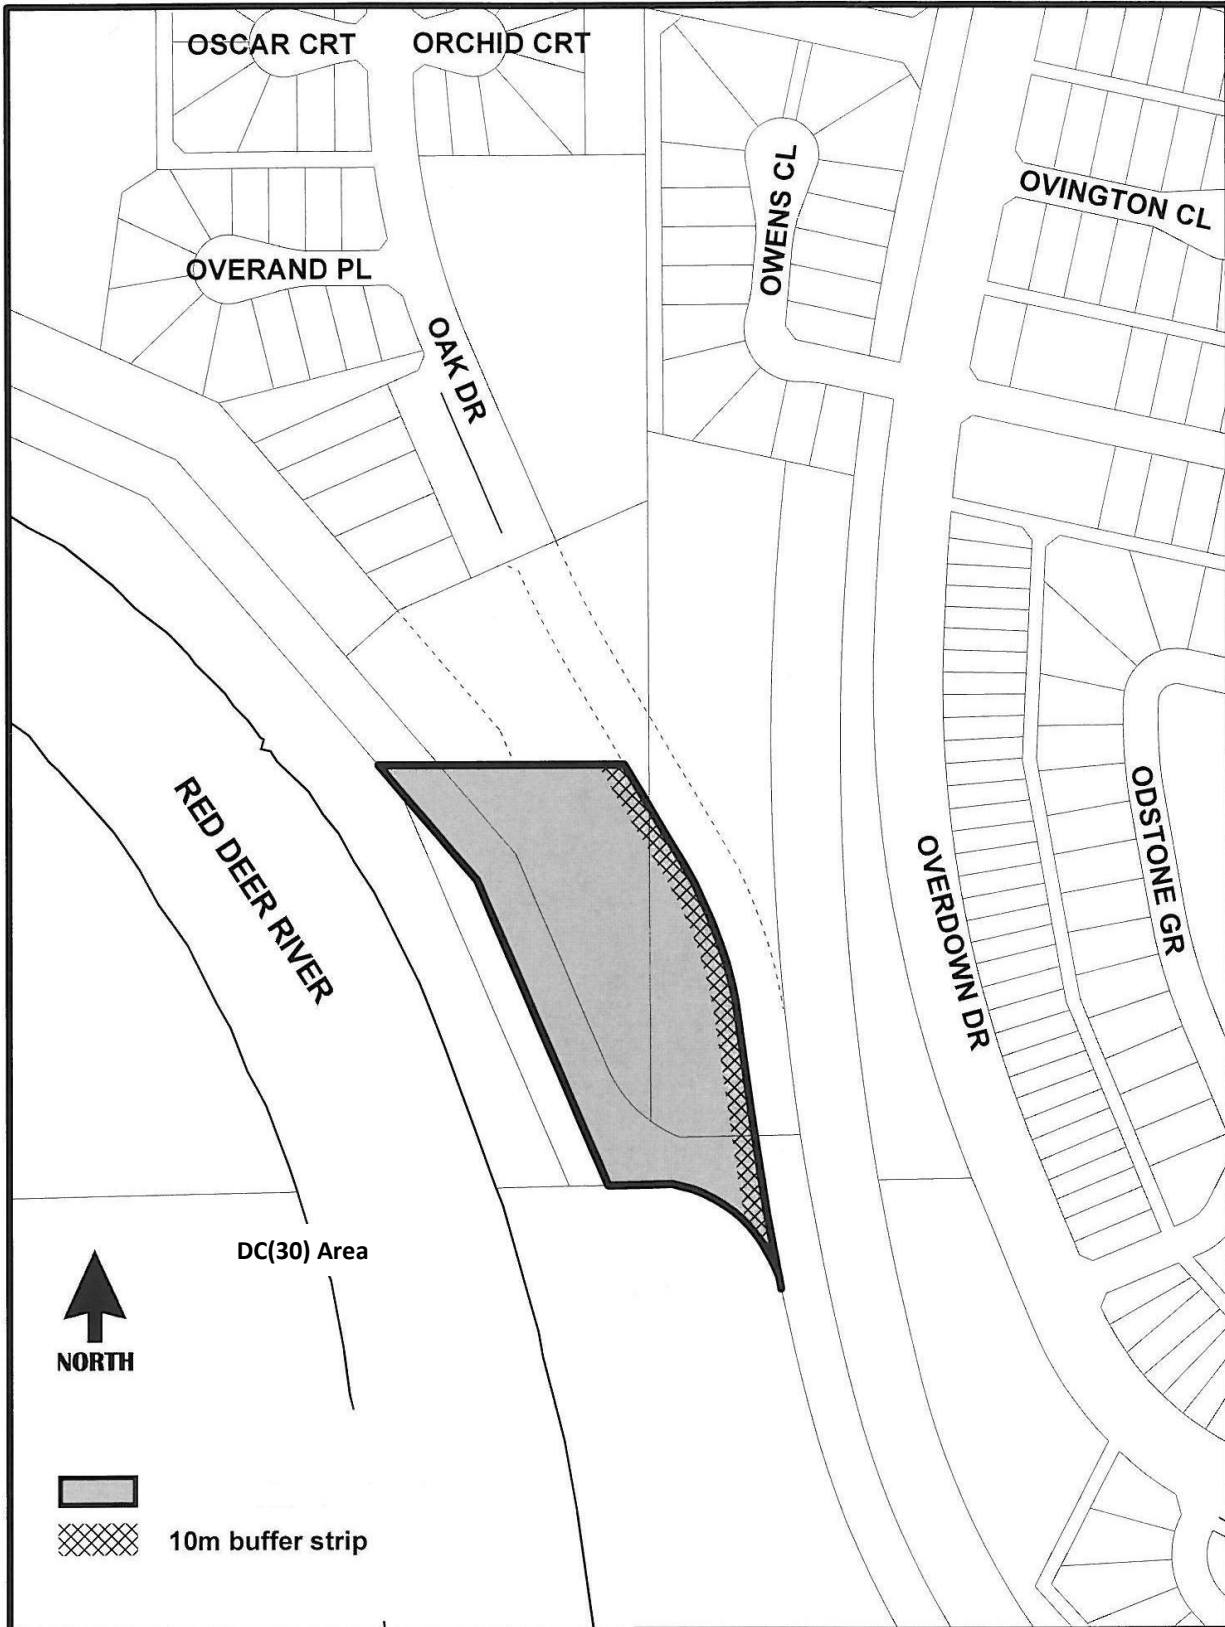 OSCAR CRT
ORCHID CRT
OWENS CL
OVINGTON CL
OVERAND PL
OAK DR
RED DEER RIVER
OVERDOWN DR
ODSTONE GR
DC(30) Area
NORTH
10m buffer strip